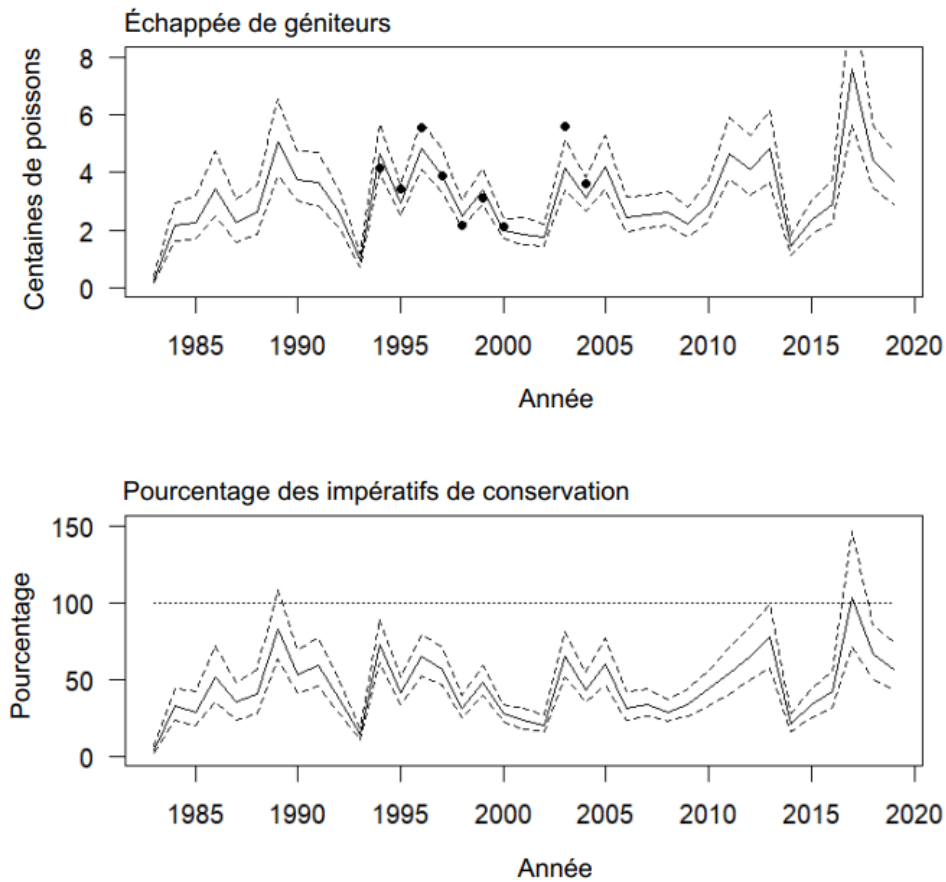 Échappée de géniteurs
Centaines de poissons
8
6
4
2
0
1985 1990 1995 2000 2005 2010 2015 2020
Année
Pourcentage des impératifs de conservation
Pourcentage
150
100
50
0
1985 1990 1995 2000 2005 2010 2015 2020
Année